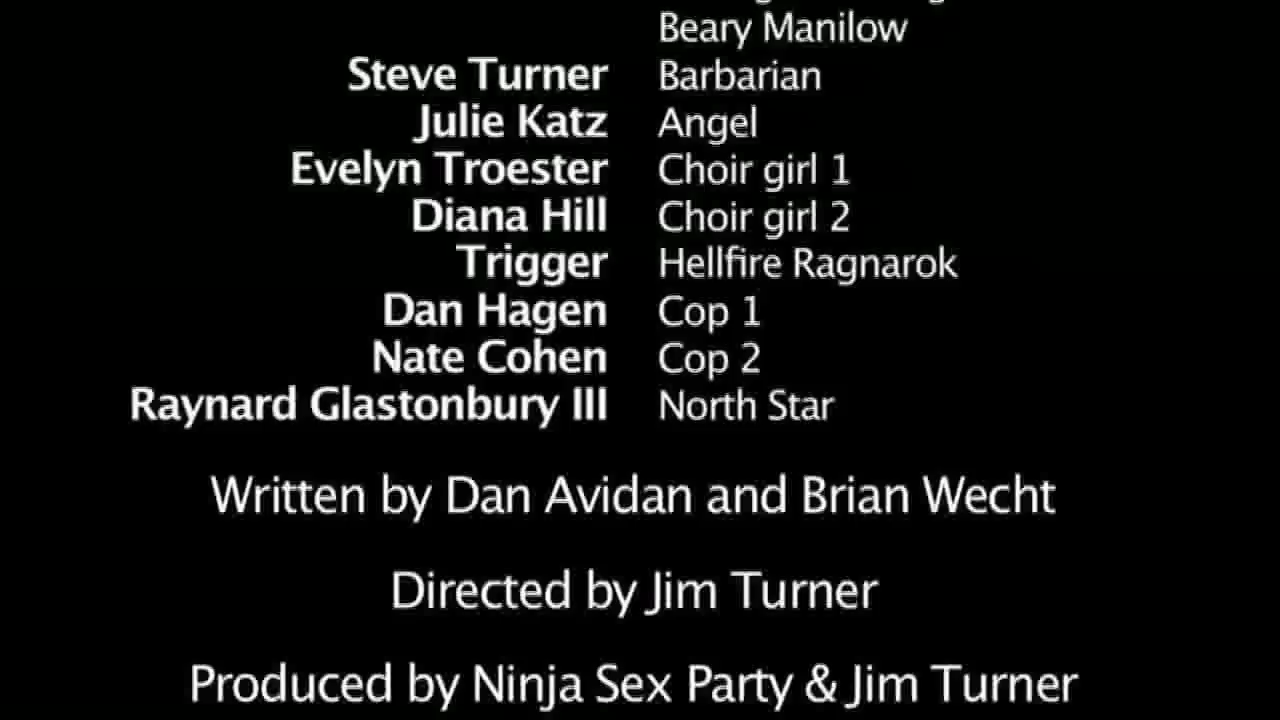 Beary Manilow
Steve Turner Barbarian
Julie Katz Angel
Evelyn Troester Choir girl 1
Diana Hill Choir girl 2
Trigger Hellfire Ragnarok
Dan Hagen Cop 1
Nate Cohen Cop 2
Raynard Glastonbury III North Star
Written by Dan Avidan and Brian Wecht
Directed by Jim Turner
Produced by Ninja Sex Party & Jim Turner